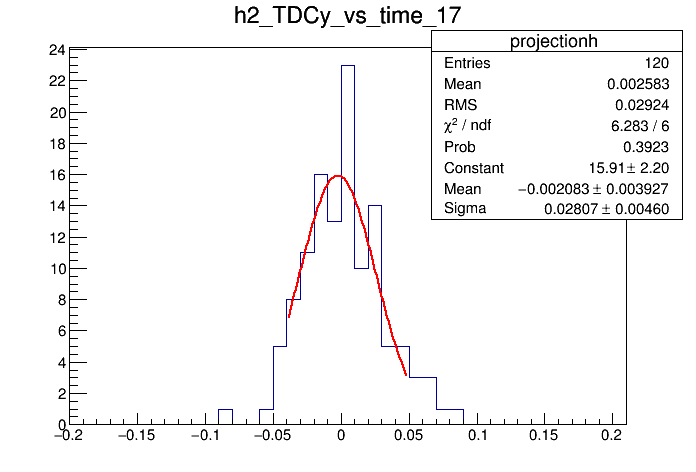 h2_TDCy_vs_time_17
projectionh
Entries 120
Mean 0.002583
RMS 0.02924
χ² / ndf 6.283 / 6
Prob 0.3923
Constant 15.91 ± 2.20
Mean −0.002083 ± 0.003927
Sigma 0.02807 ± 0.00460
24
22
20
18
16
14
12
10
8
6
4
2
0
−0.2 −0.15 −0.1 −0.05 0 0.05 0.1 0.15 0.2